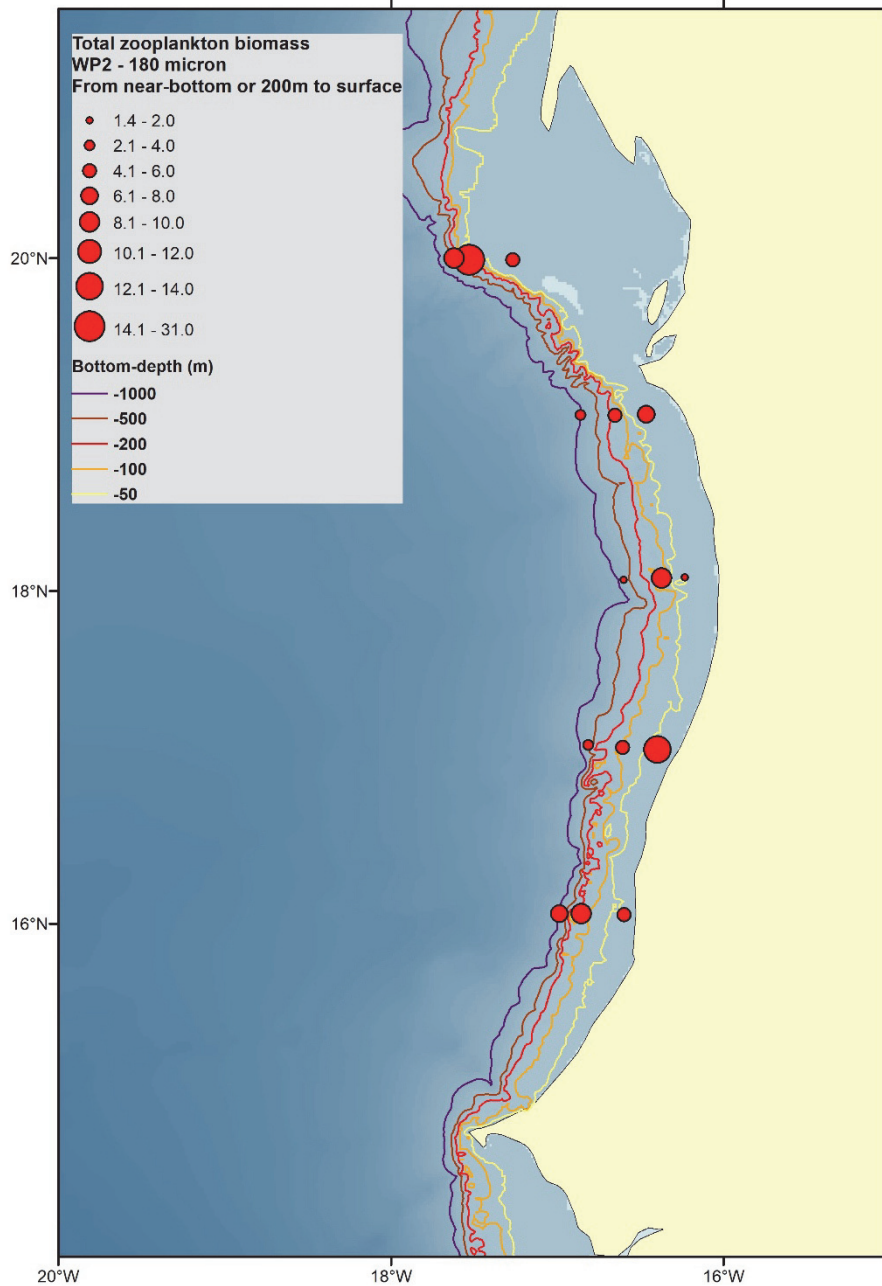 Total zooplankton biomass
WP2 - 180 micron
From near-bottom or 200m to surface
1.4 - 2.0
2.1 - 4.0
4.1 - 6.0
6.1 - 8.0
8.1 - 10.0
10.1 - 12.0
12.1 - 14.0
14.1 - 31.0
Bottom-depth (m)
-1000
-500
-200
-100
-50
20°N
18°N
16°N
20°W
18°W
16°W